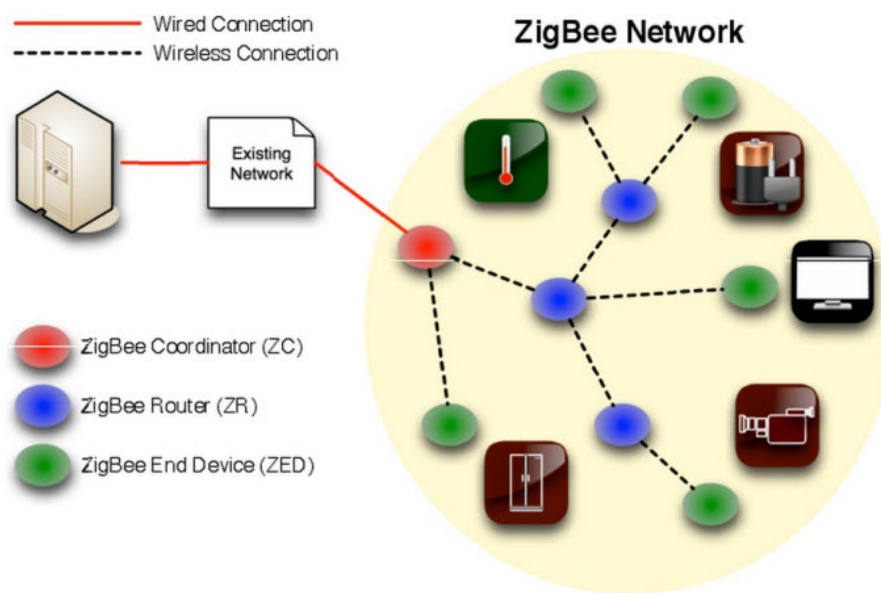 Wired Connection
Wireless Connection
ZigBee Network
Existing
Network
ZigBee Coordinator (ZC)
ZigBee Router (ZR)
ZigBee End Device (ZED)